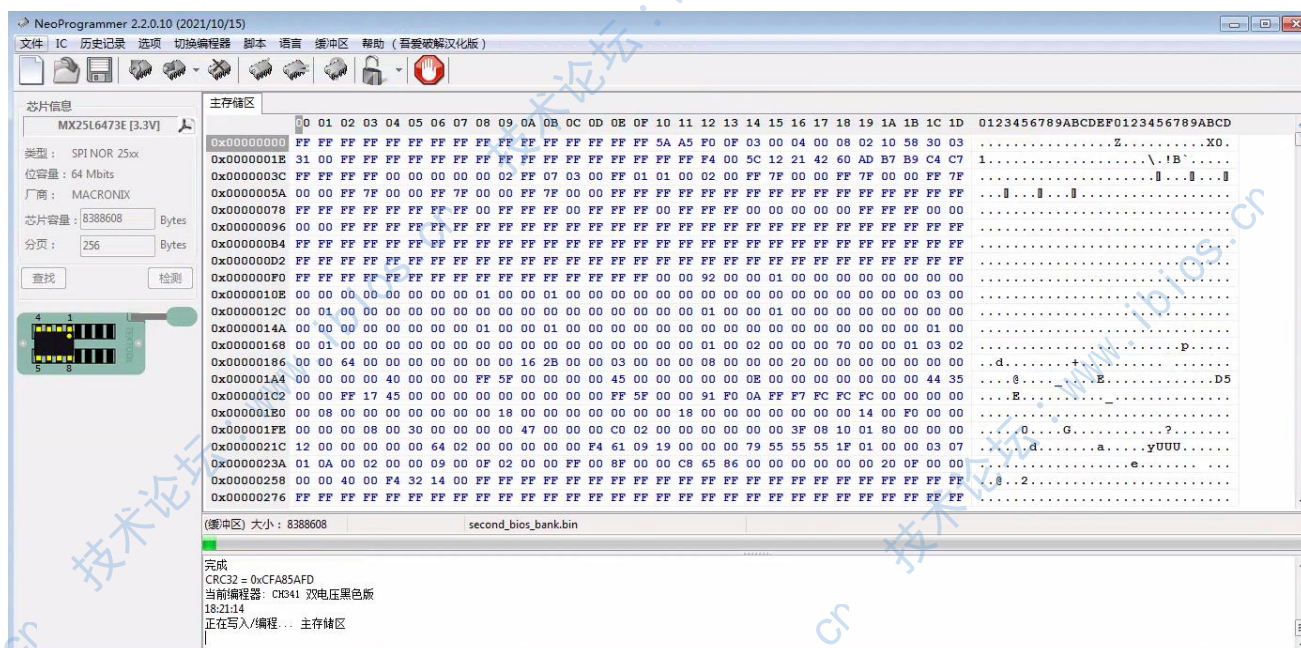 NeoProgrammer 2.2.0.10 (2021/10/15)
文件 IC 历史记录 选项 切换编程器 脚本 语言 缓冲区 帮助 ( 吾爱破解汉化版 )
芯片信息
MX25L6473E [3.3V]
类型： SPI NOR 25xx
位容量： 64 Mbits
厂商： MACRONIX
芯片容量： 8388608 Bytes
分页： 256 Bytes
查找 检测
4 1
5 8
主存储区
00 01 02 03 04 05 06 07 08 09 0A 0B 0C 0D 0E 0F 10 11 12 13 14 15 16 17 18 19 1A 1B 1C 1D 0123456789ABCDEF0123456789ABCD
0x00000000 FF FF FF FF FF FF FF FF FF FF FF FF FF FF FF FF 5A A5 F0 0F 03 00 04 00 08 02 10 58 30 03
0x0000001E 31 00 FF FF FF FF FF FF FF FF FF FF FF FF FF FF FF FF F4 00 5C 12 21 42 60 AD B7 B9 C4 C7
0x0000003C FF FF FF FF 00 00 00 00 00 02 FF 07 03 00 FF 01 01 00 02 00 FF 7F 00 00 FF 7F 00 00 FF 7F
0x0000005A 00 00 FF 7F 00 00 FF 7F 00 00 FF 7F 00 00 FF FF FF FF FF FF FF FF FF FF FF FF FF FF FF FF
0x00000078 FF FF FF FF FF FF FF FF 00 FF FF FF 00 FF FF FF 00 FF FF FF 00 00 00 00 00 FF FF FF 00 00
0x00000096 00 00 FF FF FF FF FF FF FF FF FF FF FF FF FF FF FF FF FF FF FF FF FF FF FF FF FF FF FF FF
0x000000B4 FF FF FF FF FF FF FF FF FF FF FF FF FF FF FF FF FF FF FF FF FF FF FF FF FF FF FF FF FF FF
0x000000D2 FF FF FF FF FF FF FF FF FF FF FF FF FF FF FF FF FF FF FF FF FF FF FF FF FF FF FF FF FF FF
0x000000F0 FF FF FF FF FF FF FF FF FF FF FF FF FF FF FF FF 00 00 92 00 00 01 00 00 00 00 00 00 00 00
0x0000010E 00 00 00 00 00 00 00 00 01 00 00 01 00 00 00 00 00 00 00 00 00 00 00 00 00 00 00 00 03 00
0x0000012C 00 01 00 00 00 00 00 00 00 00 00 00 00 00 00 00 00 00 01 00 00 01 00 00 00 00 00 00 00 00
0x0000014A 00 00 00 00 00 00 00 00 01 00 00 01 00 00 00 00 00 00 00 00 00 00 00 00 00 00 00 00 01 00
0x00000168 00 01 00 00 00 00 00 00 00 00 00 00 00 00 00 00 00 00 01 00 02 00 00 00 70 00 00 01 03 02
0x00000186 00 00 64 00 00 00 00 00 00 00 16 2B 00 00 03 00 00 00 08 00 00 00 20 00 00 00 00 00 00 00
0x000001A4 00 00 00 00 40 00 00 00 FF 5F 00 00 00 00 45 00 00 00 00 00 0E 00 00 00 00 00 00 00 44 35
0x000001C2 00 00 FF 17 45 00 00 00 00 00 00 00 00 00 FF 5F 00 00 91 F0 0A FF F7 FC FC FC 00 00 00 00
0x000001E0 00 08 00 00 00 00 00 00 00 18 00 00 00 00 00 00 00 18 00 00 00 00 00 00 00 14 00 F0 00 00
0x000001FE 00 00 00 08 00 30 00 00 00 00 47 00 00 00 C0 02 00 00 00 00 00 00 3F 08 10 01 80 00 00 00
0x0000021C 12 00 00 00 00 00 64 02 00 00 00 00 00 F4 61 09 19 00 00 00 79 55 55 55 1F 01 00 00 03 07
0x0000023A 01 0A 00 02 00 00 09 00 0F 02 00 00 FF 00 8F 00 00 C8 65 86 00 00 00 00 00 00 20 0F 00 00
0x00000258 00 00 40 00 F4 32 14 00 FF FF FF FF FF FF FF FF FF FF FF FF FF FF FF FF FF FF FF FF FF FF
0x00000276 FF FF FF FF FF FF FF FF FF FF FF FF FF FF FF FF FF FF FF FF FF FF FF FF FF FF FF FF FF FF
(缓冲区) 大小 : 8388608 second_bios_bank.bin
完成
CRC32 = 0xCFA85AFD
当前编程器: CH341 双电压黑色版
18:21:14
正在写入/编程... 主存储区
技术论坛：www.ibios.cn